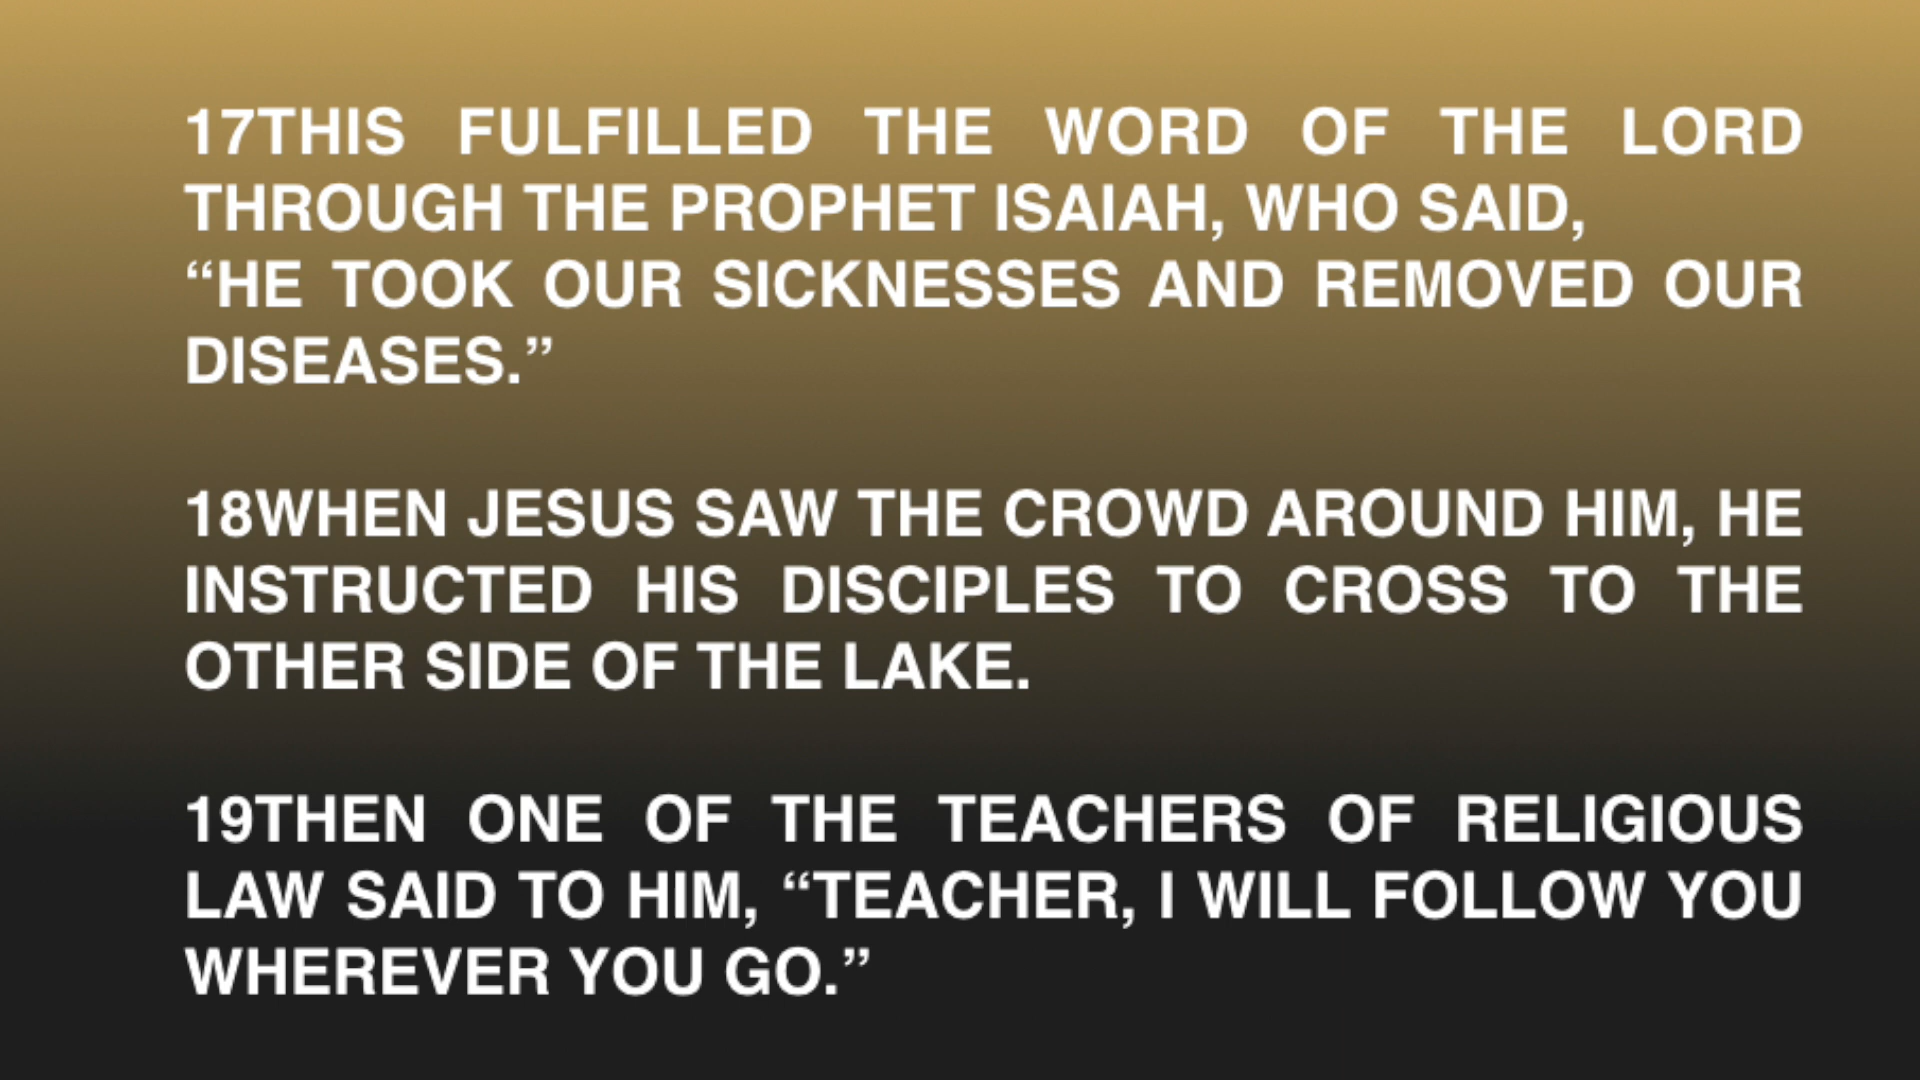 17THIS FULFILLED THE WORD OF THE LORD
THROUGH THE PROPHET ISAIAH, WHO SAID,
“HE TOOK OUR SICKNESSES AND REMOVED OUR
DISEASES.”
18WHEN JESUS SAW THE CROWD AROUND HIM, HE
INSTRUCTED HIS DISCIPLES TO CROSS TO THE
OTHER SIDE OF THE LAKE.
19THEN ONE OF THE TEACHERS OF RELIGIOUS
LAW SAID TO HIM, “TEACHER, I WILL FOLLOW YOU
WHEREVER YOU GO.”